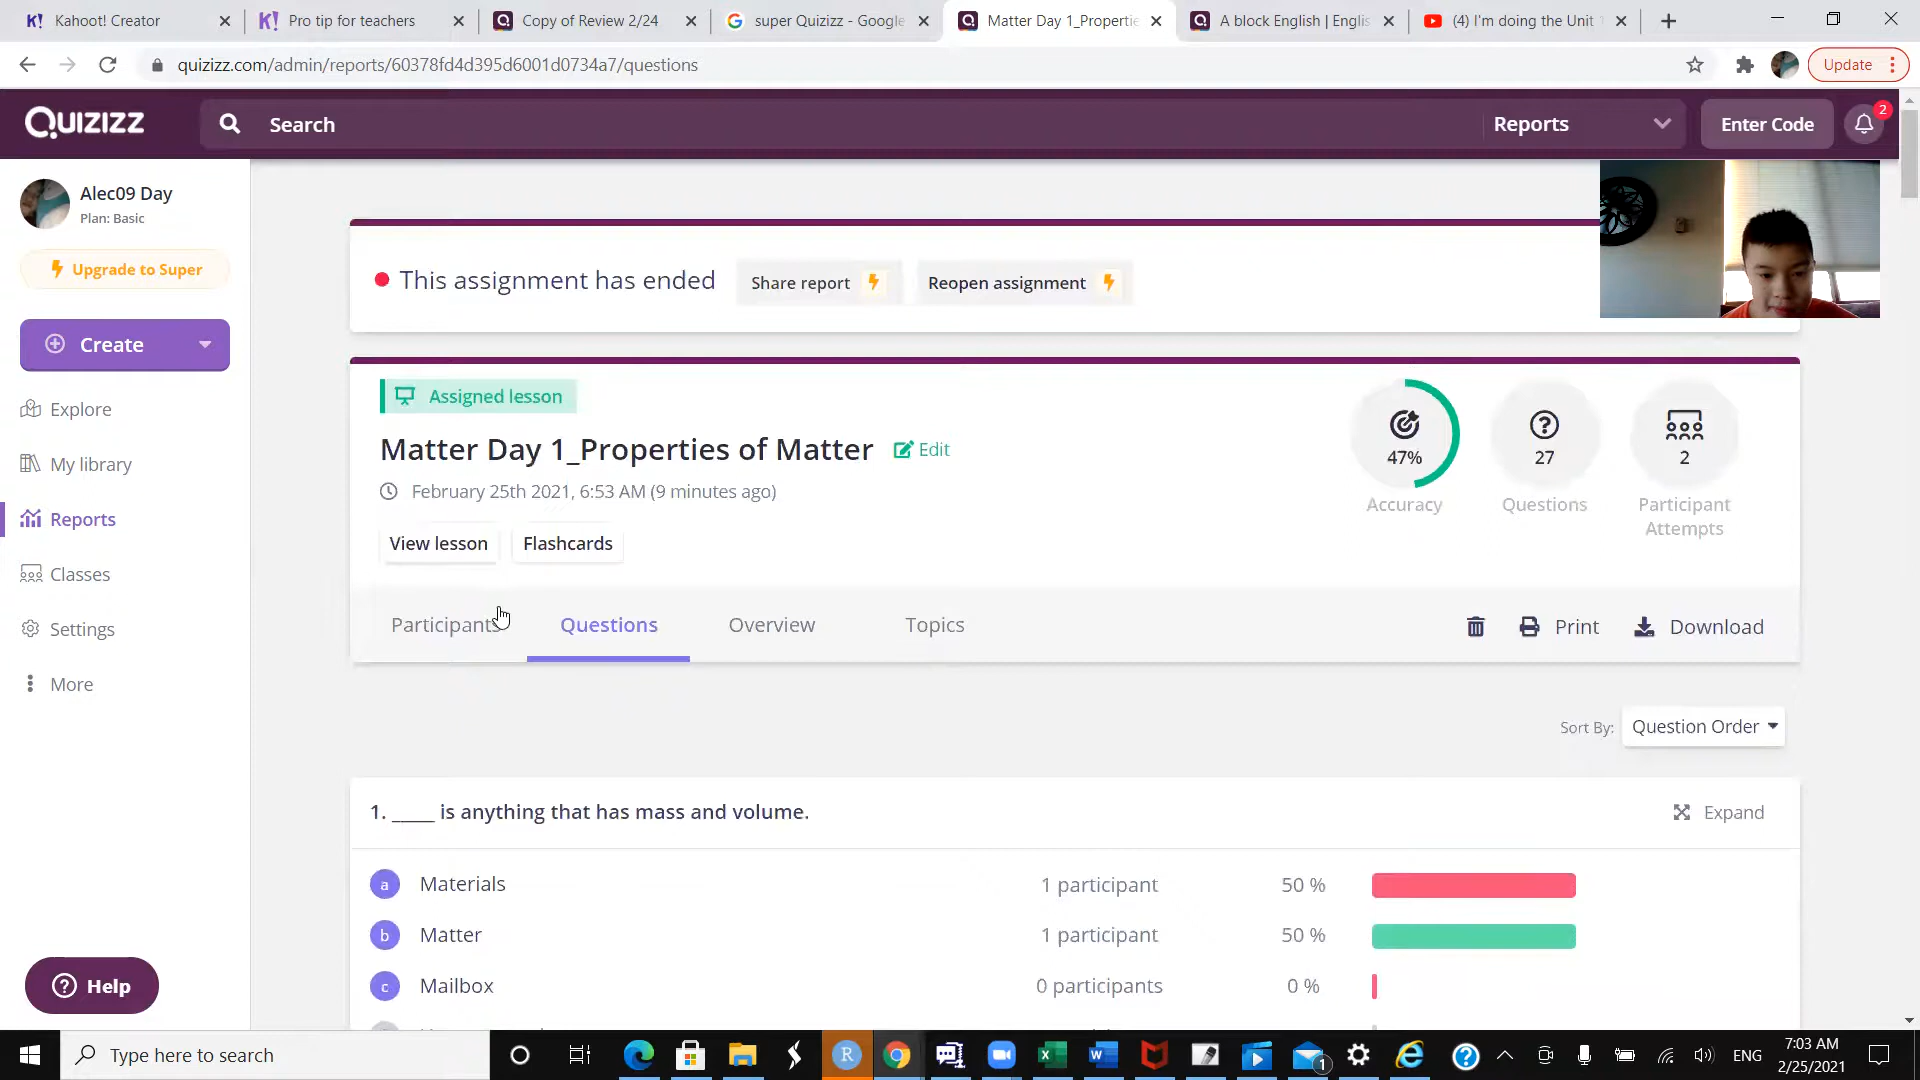 Kahoot! Creator
Pro tip for teachers
Copy of Review 2/24
super Quizizz - Google
Matter Day 1_Propertie
A block English | Englis
(4) I'm doing the Unit
quizizz.com/admin/reports/60378fd4d395d6001d0734a7/questions
Update
Quizizz
Search
Reports
Enter Code
2
Alec09 Day
Plan: Basic
Upgrade to Super
Create
Explore
My library
Reports
Classes
Settings
More
Help
This assignment has ended
Share report
Reopen assignment
Assigned lesson
Matter Day 1_Properties of Matter
Edit
February 25th 2021, 6:53 AM (9 minutes ago)
View lesson
Flashcards
47%
Accuracy
27
Questions
2
Participant
Attempts
Participants
Questions
Overview
Topics
Print
Download
Sort By:
Question Order
1. _____ is anything that has mass and volume.
Expand
a Materials 1 participant 50 %
b Matter 1 participant 50 %
c Mailbox 0 participants 0 %
Type here to search
1
ENG
7:03 AM
2/25/2021